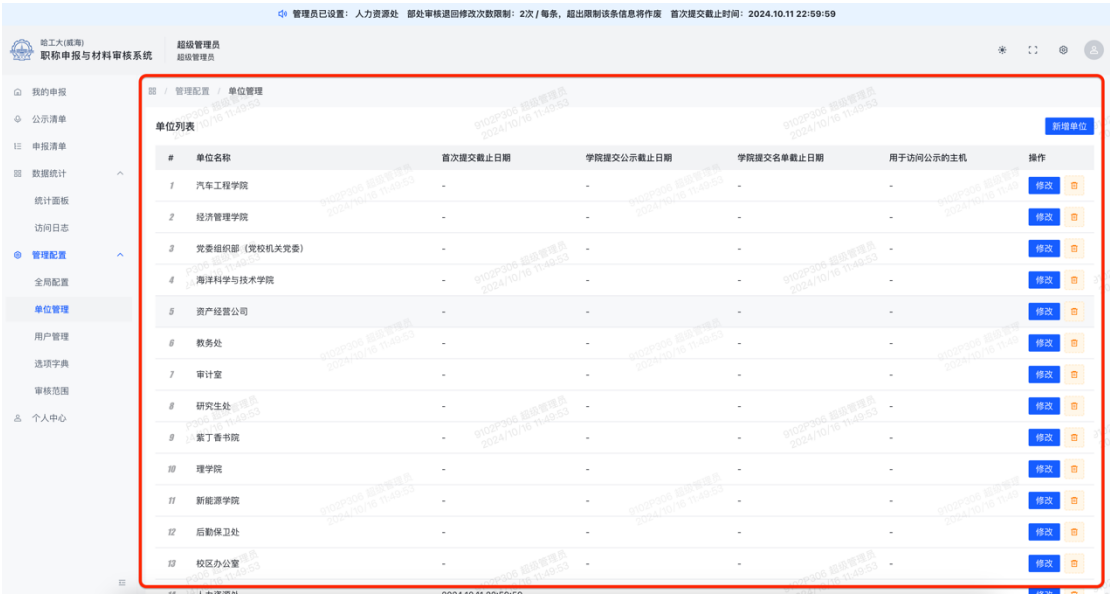 管理员已设置： 人力资源处 部处审核退回修改次数限制：2次 / 每条，超出限制该条信息将作废 首次提交截止时间：2024.10.11 22:59:59
哈工大(威海)
职称申报与材料审核系统
超级管理员
超级管理员
我的申报
公示清单
申报清单
数据统计
统计面板
访问日志
管理配置
全局配置
单位管理
用户管理
选项字典
审核范围
个人中心
/ 管理配置 / 单位管理
单位列表
新增单位
# 单位名称 首次提交截止日期 学院提交公示截止日期 学院提交名单截止日期 用于访问公示的主机 操作
1 汽车工程学院 - - - - 修改
2 经济管理学院 - - - - 修改
3 党委组织部（党校机关党委） - - - - 修改
4 海洋科学与技术学院 - - - - 修改
5 资产经营公司 - - - - 修改
6 教务处 - - - - 修改
7 审计室 - - - - 修改
8 研究生处 - - - - 修改
9 紫丁香书院 - - - - 修改
10 理学院 - - - - 修改
11 新能源学院 - - - - 修改
12 后勤保卫处 - - - - 修改
13 校区办公室 - - - - 修改
9102P306 超级管理员
2024/10/16 11:49:53